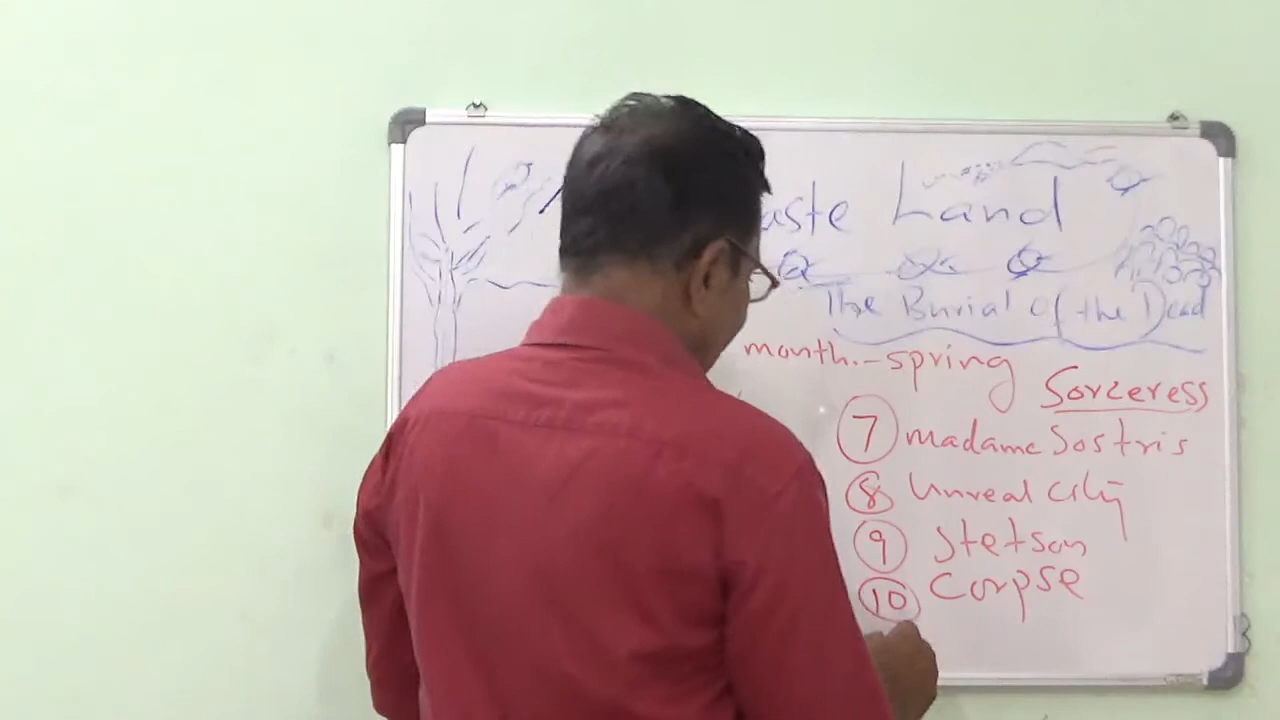 aste Land
The Burial of the Dead
month.-spring
Sorceress
7 madame Sostris
8 Unreal City
9 Stetson
10 Corpse